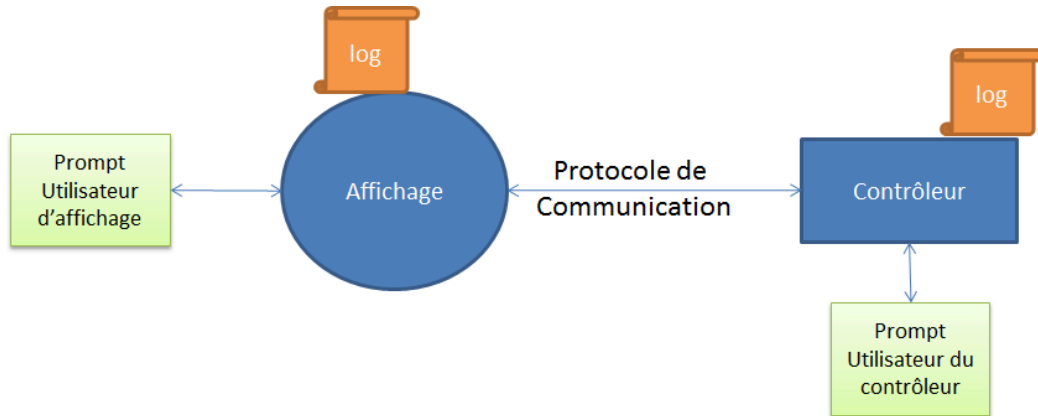 log
log
Prompt
Utilisateur
d'affichage
Affichage
Protocole de
Communication
Contrôleur
Prompt
Utilisateur du
contrôleur